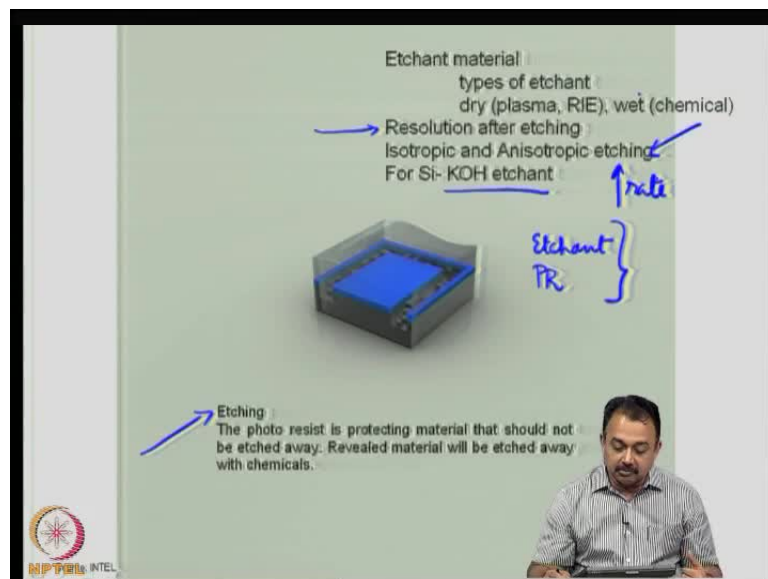 Etchant material
types of etchant
dry (plasma, RIE), wet (chemical)
Resolution after etching
Isotropic and Anisotropic etching
For Si- KOH etchant
rate
Etchant
PR
Etching
The photo resist is protecting material that should not
be etched away. Revealed material will be etched away
with chemicals.
NPTEL
INTEL